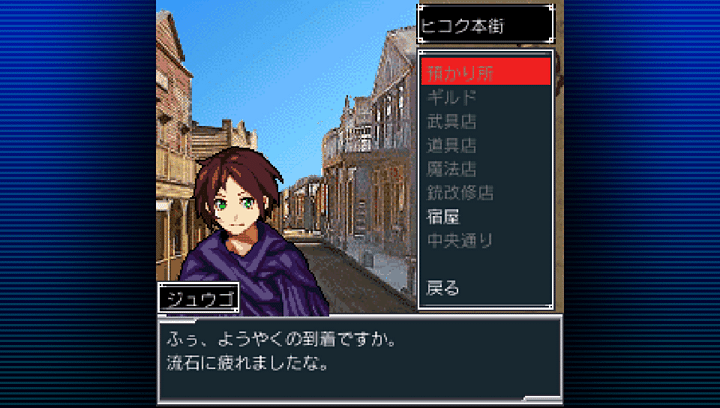 ヒコク本街
預かり所
ギルド
武具店
道具店
魔法店
銃改修店
宿屋
中央通り
戻る
ジュウゴ
ふぅ、ようやくの到着ですか。
流石に疲れましたな。